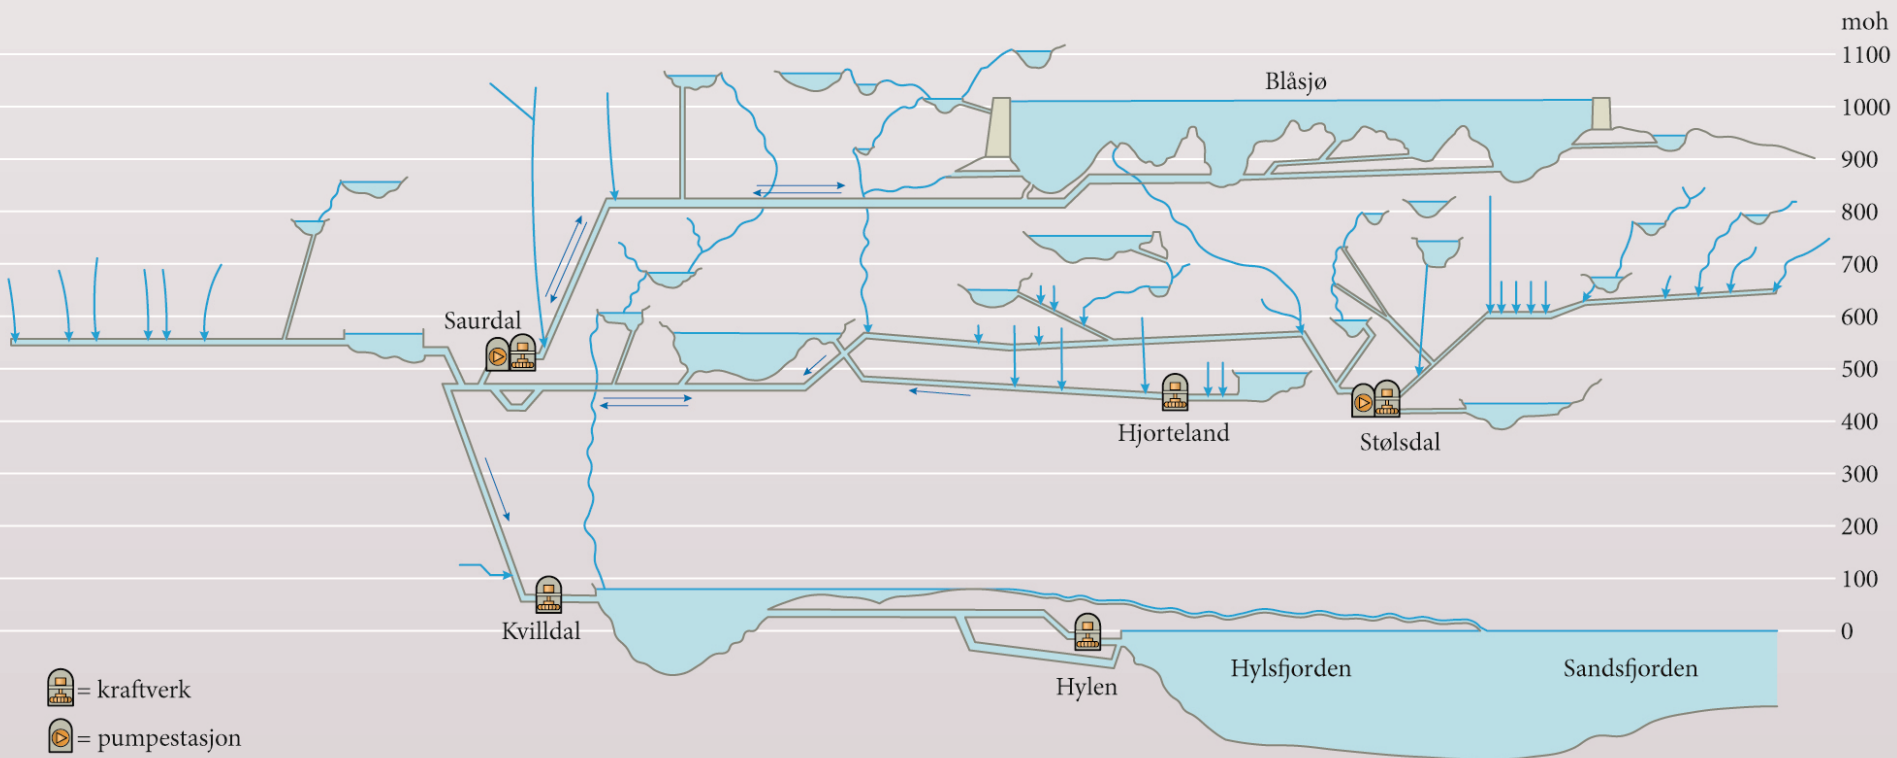 moh
1100
Blåsjø
1000
900
800
700
600
Saurdal
500
400
Hjorteland
Stølsdal
300
200
100
Kvilldal
0
Hylsfjorden
Sandsfjorden
Hylen
= kraftverk
= pumpestasjon